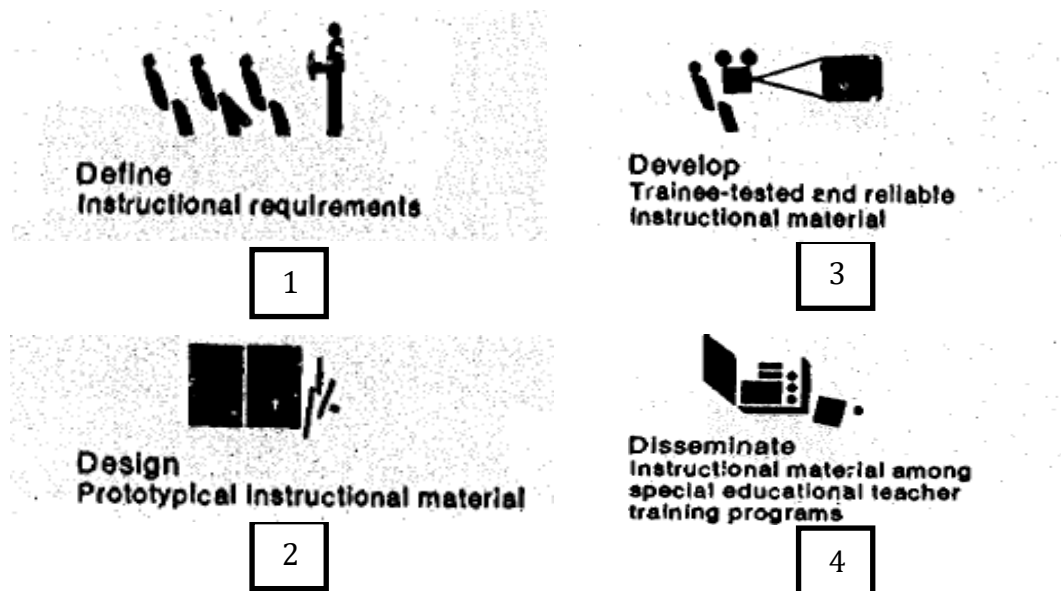 Define
Instructional requirements
1
Design
Prototypical Instructional material
2
Develop
Trainee-tested and reliable
Instructional material
3
Disseminate
Instructional material among
special educational teacher
training programs
4